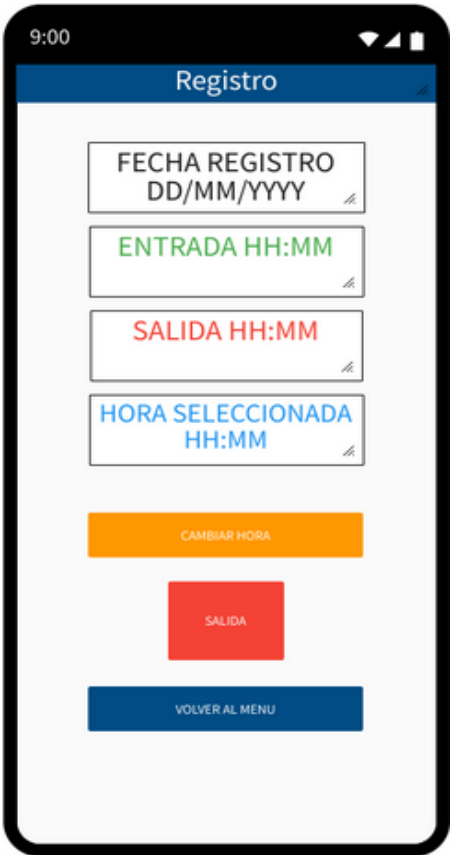 9:00
Registro
FECHA REGISTRO
DD/MM/YYYY
ENTRADA HH:MM
SALIDA HH:MM
HORA SELECCIONADA
HH:MM
CAMBIAR HORA
SALIDA
VOLVER AL MENU